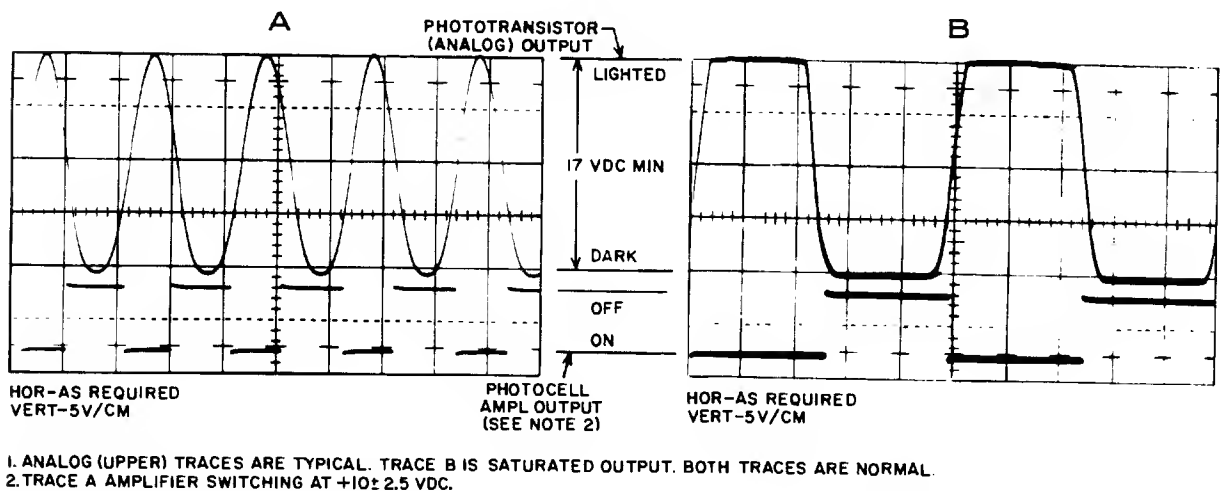 A
PHOTOTRANSISTOR
(ANALOG) OUTPUT
B
LIGHTED
17 VDC MIN
DARK
OFF
ON
HOR-AS REQUIRED
VERT-5V/CM
PHOTOCELL
AMPL OUTPUT
(SEE NOTE 2)
HOR-AS REQUIRED
VERT-5V/CM
1. ANALOG (UPPER) TRACES ARE TYPICAL. TRACE B IS SATURATED OUTPUT. BOTH TRACES ARE NORMAL.
2. TRACE A AMPLIFIER SWITCHING AT +10± 2.5 VDC.